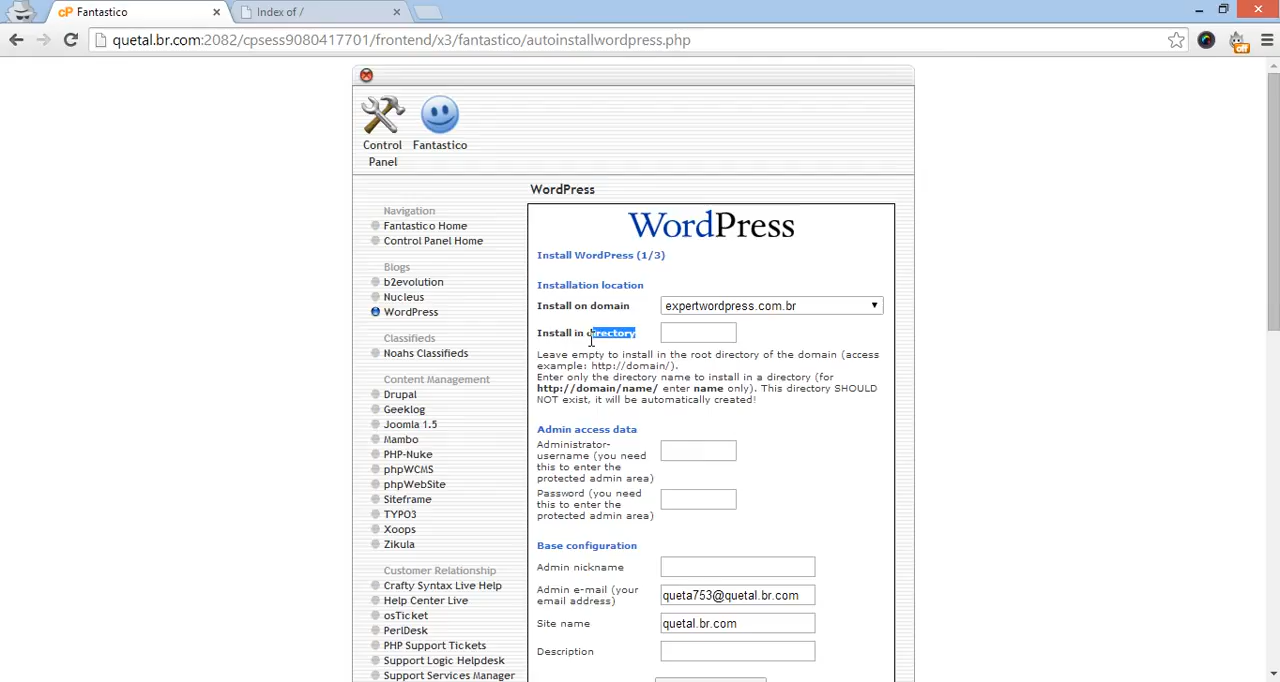 Fantastico
Index of /
quetal.br.com:2082/cpsess9080417701/frontend/x3/fantastico/autoinstallwordpress.php
off
Control
Panel
Fantastico
Navigation
Fantastico Home
Control Panel Home
Blogs
b2evolution
Nucleus
WordPress
Classifieds
Noahs Classifieds
Content Management
Drupal
Geeklog
Joomla 1.5
Mambo
PHP-Nuke
phpWCMS
phpWebSite
Siteframe
TYPO3
Xoops
Zikula
Customer Relationship
Crafty Syntax Live Help
Help Center Live
osTicket
PerlDesk
PHP Support Tickets
Support Logic Helpdesk
Support Services Manager
WordPress
WordPress
Install WordPress (1/3)
Installation location
Install on domain
expertwordpress.com.br
Install in directory
Leave empty to install in the root directory of the domain (access
example: http://domain/).
Enter only the directory name to install in a directory (for
http://domain/name/ enter name only). This directory SHOULD
NOT exist, it will be automatically created!
Admin access data
Administrator-
username (you need
this to enter the
protected admin area)
Password (you need
this to enter the
protected admin area)
Base configuration
Admin nickname
Admin e-mail (your
email address)
queta753@quetal.br.com
Site name
quetal.br.com
Description